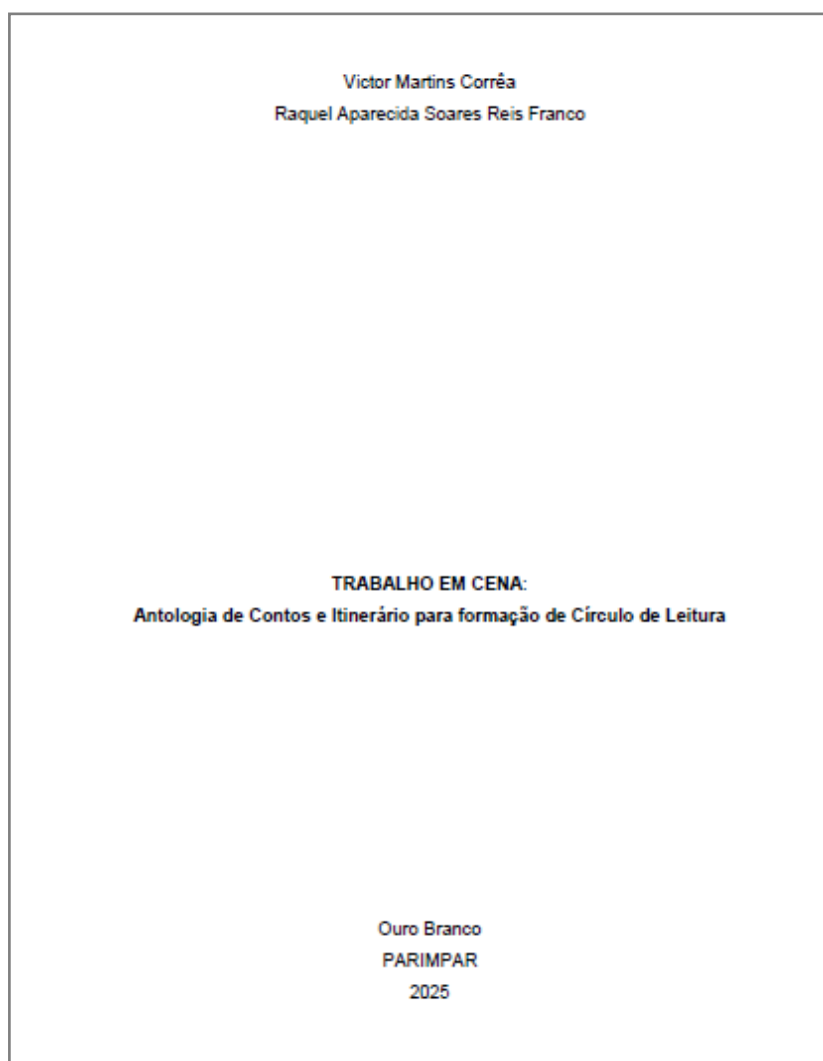 Victor Martins Corrêa
Raquel Aparecida Soares Reis Franco
TRABALHO EM CENA:
Antologia de Contos e Itinerário para formação de Círculo de Leitura
Ouro Branco
PARIMPAR
2025